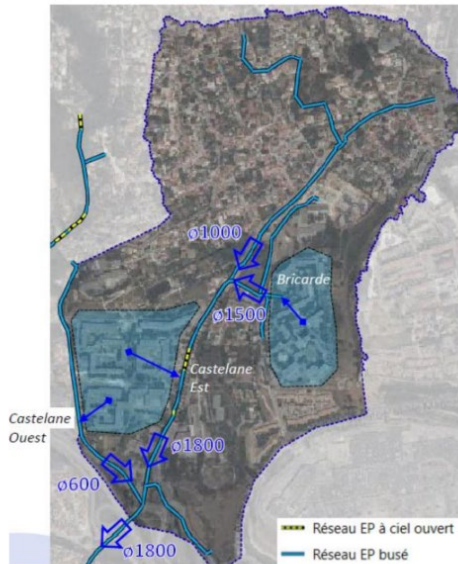 ø1000
Bricarde
ø1500
Castelane
Est
Castelane
Ouest
ø1800
ø600
ø1800
Réseau EP à ciel ouvert
Réseau EP busé